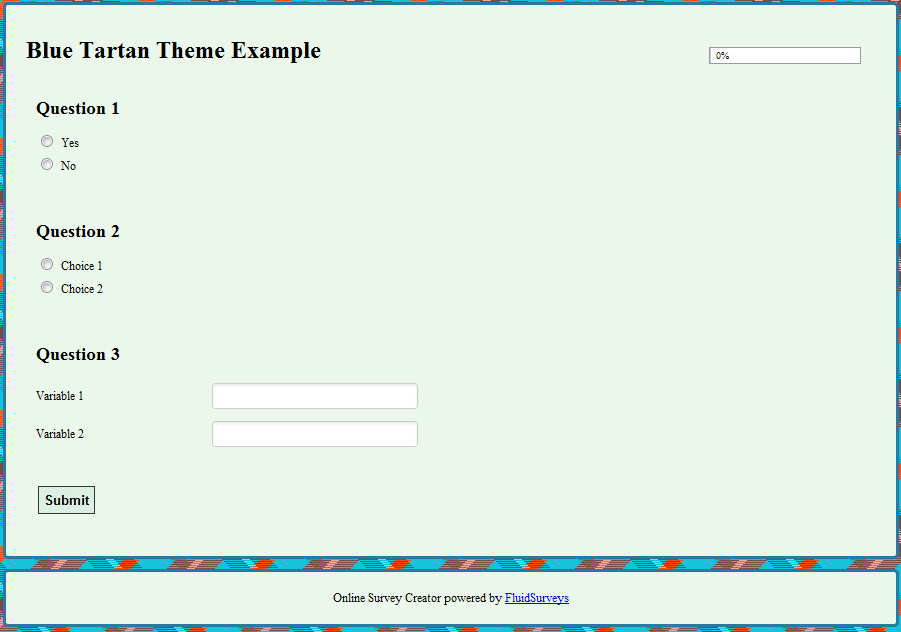 Blue Tartan Theme Example
0%
Question 1
Yes
No
Question 2
Choice 1
Choice 2
Question 3
Variable 1
Variable 2
Submit
Online Survey Creator powered by FluidSurveys